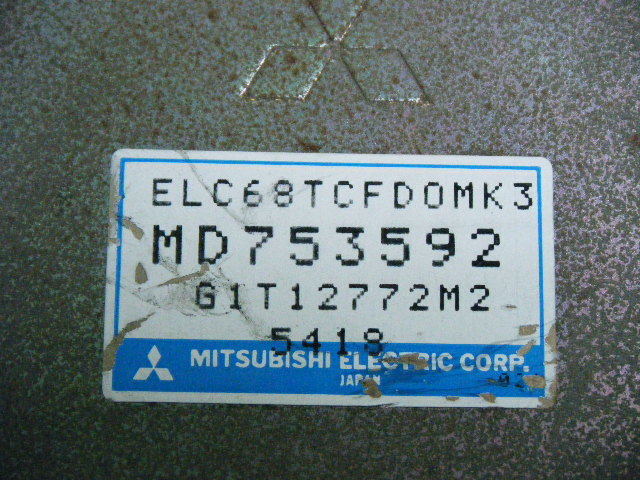 ELC68TCFDOMK3
MD753592
G1T12772M2
5418
MITSUBISHI ELECTRIC CORP.
JAPAN